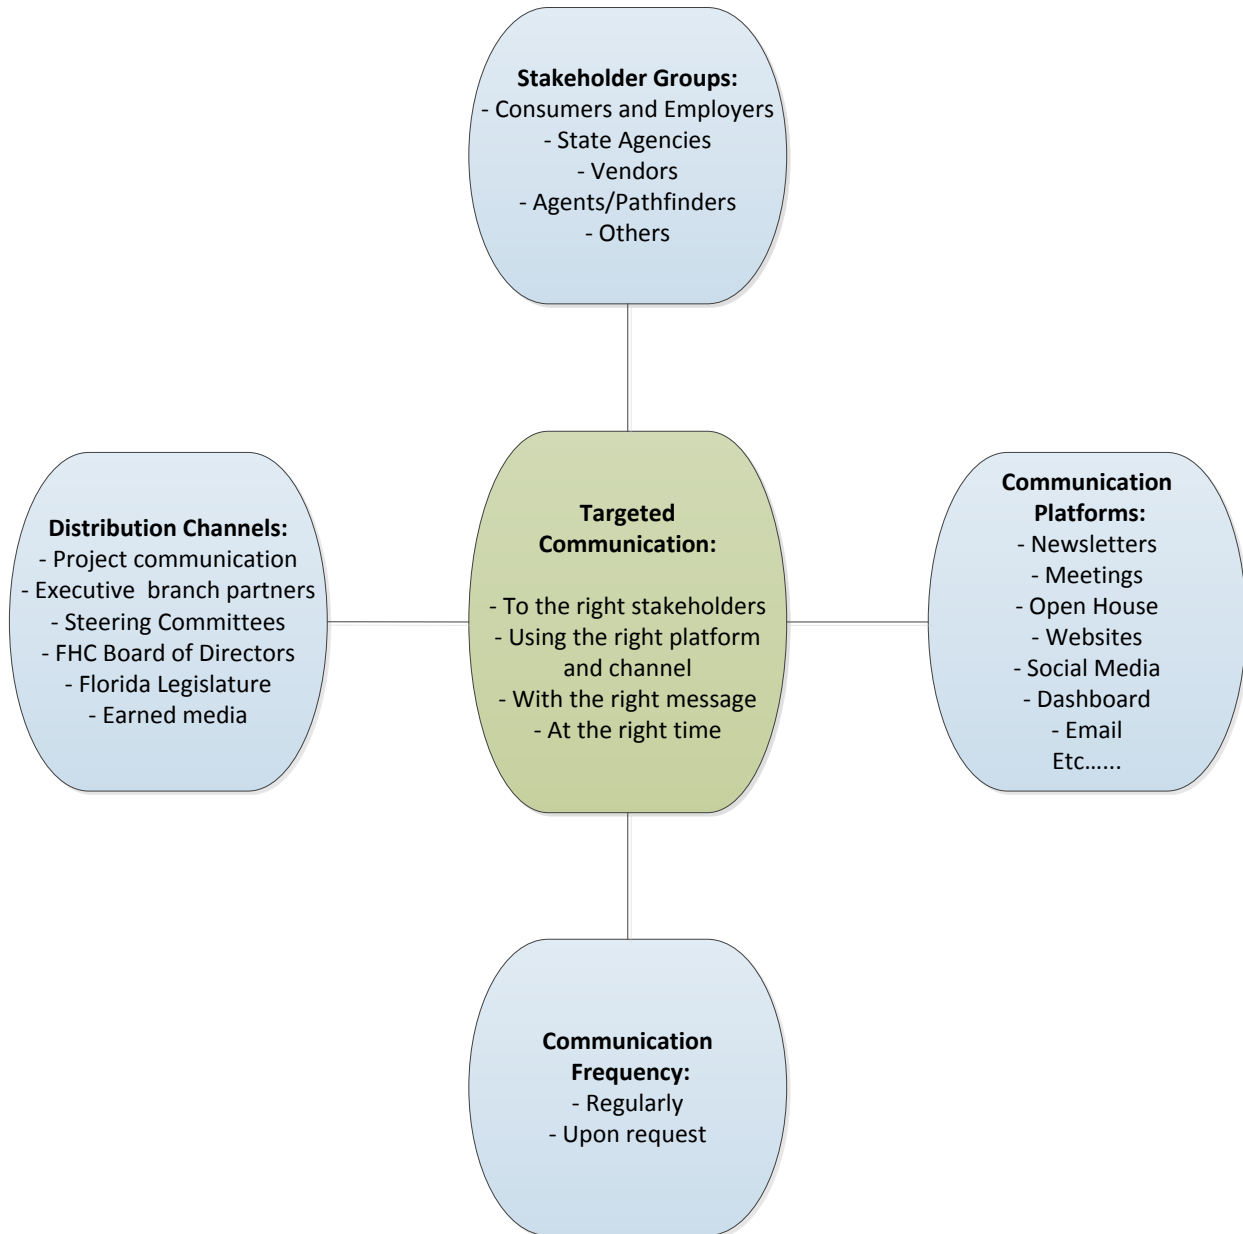 Stakeholder Groups:
- Consumers and Employers
- State Agencies
- Vendors
- Agents/Pathfinders
- Others
Distribution Channels:
- Project communication
- Executive  branch partners
- Steering Committees
- FHC Board of Directors
- Florida Legislature
- Earned media
Targeted
Communication:
- To the right stakeholders
- Using the right platform
and channel
- With the right message
- At the right time
Communication
Platforms:
- Newsletters
- Meetings
- Open House
- Websites
- Social Media
- Dashboard
- Email
Etc…...
Communication
Frequency:
- Regularly
- Upon request